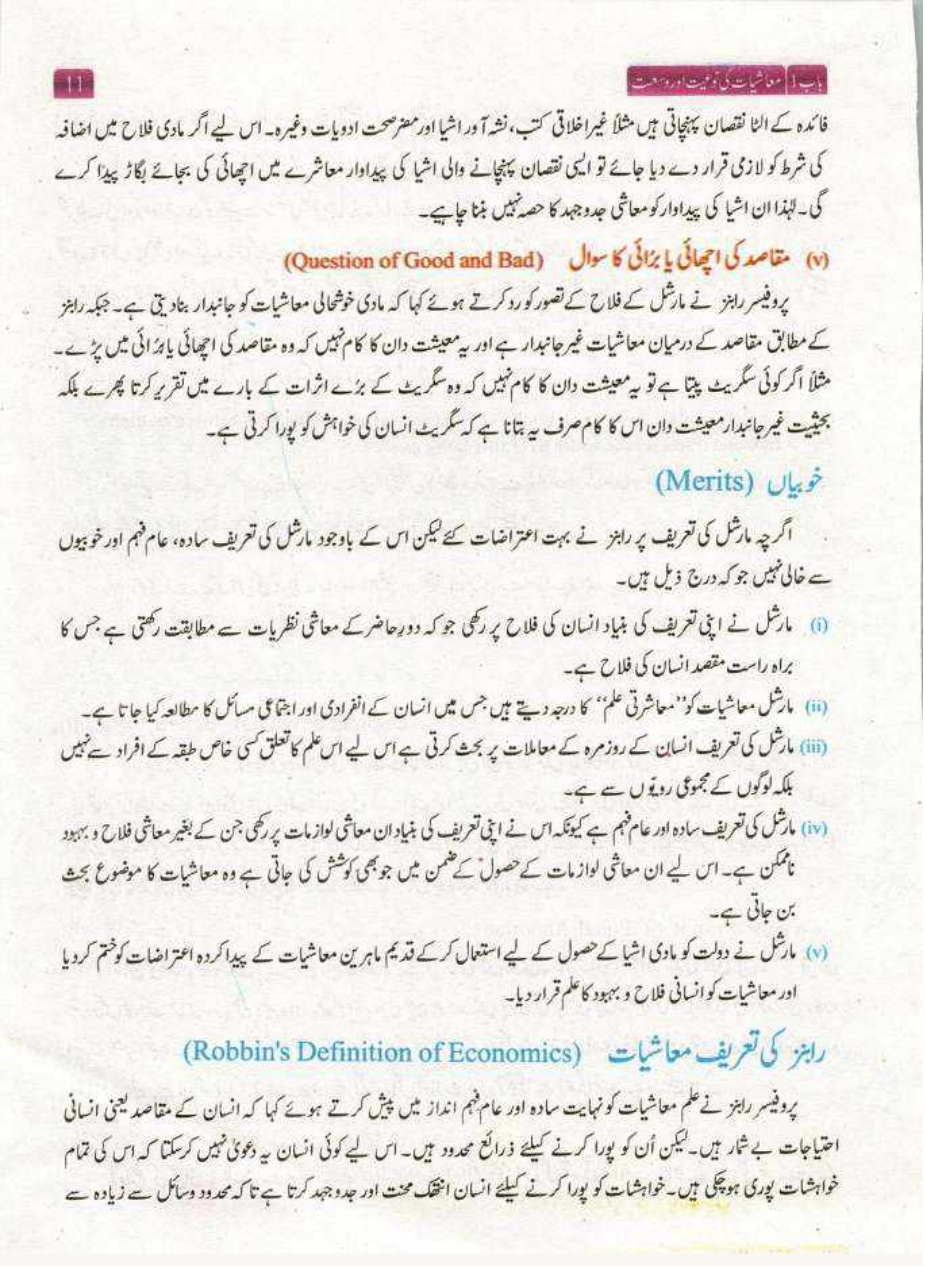 باب 1 معاشیات کی نوعیت اور وسعت
11
فائدہ کے الٹا نقصان پہنچاتی ہیں مثلاً غیر اخلاقی کتب، نشہ آور اشیا اور مضر صحت ادویات وغیرہ۔ اس لیے اگر مادی فلاح میں اضافہ
کی شرط کو لازمی قرار دے دیا جائے تو ایسی نقصان پہنچانے والی اشیا کی پیداوار معاشرے میں اچھائی کی بجائے بگاڑ پیدا کرے
گی۔ لہٰذا ان اشیا کی پیداوار کو معاشی جدوجہد کا حصہ نہیں بننا چاہیے۔
(v) مقاصد کی اچھائی یا برائی کا سوال (Question of Good and Bad)
پروفیسر رابنز نے مارشل کے فلاح کے تصور کو رد کرتے ہوئے کہا کہ مادی خوشحالی معاشیات کو جانبدار بنا دیتی ہے۔ جبکہ رابنز
کے مطابق مقاصد کے درمیان معاشیات غیر جانبدار ہے اور یہ معیشت دان کا کام نہیں کہ وہ مقاصد کی اچھائی یا برائی میں پڑے۔
مثلاً اگر کوئی سگریٹ پیتا ہے تو یہ معیشت دان کا کام نہیں کہ وہ سگریٹ کے بڑے اثرات کے بارے میں تقریر کرتا پھرے بلکہ
بحیثیت غیر جانبدار معیشت دان اس کا کام صرف یہ بتانا ہے کہ سگریٹ انسان کی خواہش کو پورا کرتی ہے۔
خوبیاں (Merits)
اگرچہ مارشل کی تعریف پر رابنز نے بہت اعتراضات کئے لیکن اس کے باوجود مارشل کی تعریف سادہ، عام فہم اور خوبیوں
سے خالی نہیں جو کہ درج ذیل ہیں۔
(i) مارشل نے اپنی تعریف کی بنیاد انسان کی فلاح پر رکھی جو کہ دورِ حاضر کے معاشی نظریات سے مطابقت رکھتی ہے جس کا
براہ راست مقصد انسان کی فلاح ہے۔
(ii) مارشل معاشیات کو ”معاشرتی علم“ کا درجہ دیتے ہیں جس میں انسان کے انفرادی اور اجتماعی مسائل کا مطالعہ کیا جاتا ہے۔
(iii) مارشل کی تعریف انسان کے روزمرہ کے معاملات پر بحث کرتی ہے اس لیے اس علم کا تعلق کسی خاص طبقہ کے افراد سے نہیں
بلکہ لوگوں کے مجموعی رویّوں سے ہے۔
(iv) مارشل کی تعریف سادہ اور عام فہم ہے کیونکہ اس نے اپنی تعریف کی بنیاد ان معاشی لوازمات پر رکھی جن کے بغیر معاشی فلاح و بہبود
ناممکن ہے۔ اس لیے ان معاشی لوازمات کے حصول کے ضمن میں جو بھی کوشش کی جاتی ہے وہ معاشیات کا موضوع بحث
بن جاتی ہے۔
(v) مارشل نے دولت کو مادی اشیا کے حصول کے لیے استعمال کر کے قدیم ماہرین معاشیات کے پیدا کردہ اعتراضات کو ختم کر دیا
اور معاشیات کو انسانی فلاح و بہبود کا علم قرار دیا۔
رابنز کی تعریف معاشیات (Robbin's Definition of Economics)
پروفیسر رابنز نے علم معاشیات کو نہایت سادہ اور عام فہم انداز میں پیش کرتے ہوئے کہا کہ انسان کے مقاصد یعنی انسانی
احتیاجات بے شمار ہیں۔ لیکن اُن کو پورا کرنے کیلئے ذرائع محدود ہیں۔ اس لیے کوئی انسان یہ دعویٰ نہیں کر سکتا کہ اس کی تمام
خواہشات پوری ہو چکی ہیں۔ خواہشات کو پورا کرنے کیلئے انسان انتھک محنت اور جدوجہد کرتا ہے تا کہ محدود وسائل سے زیادہ سے